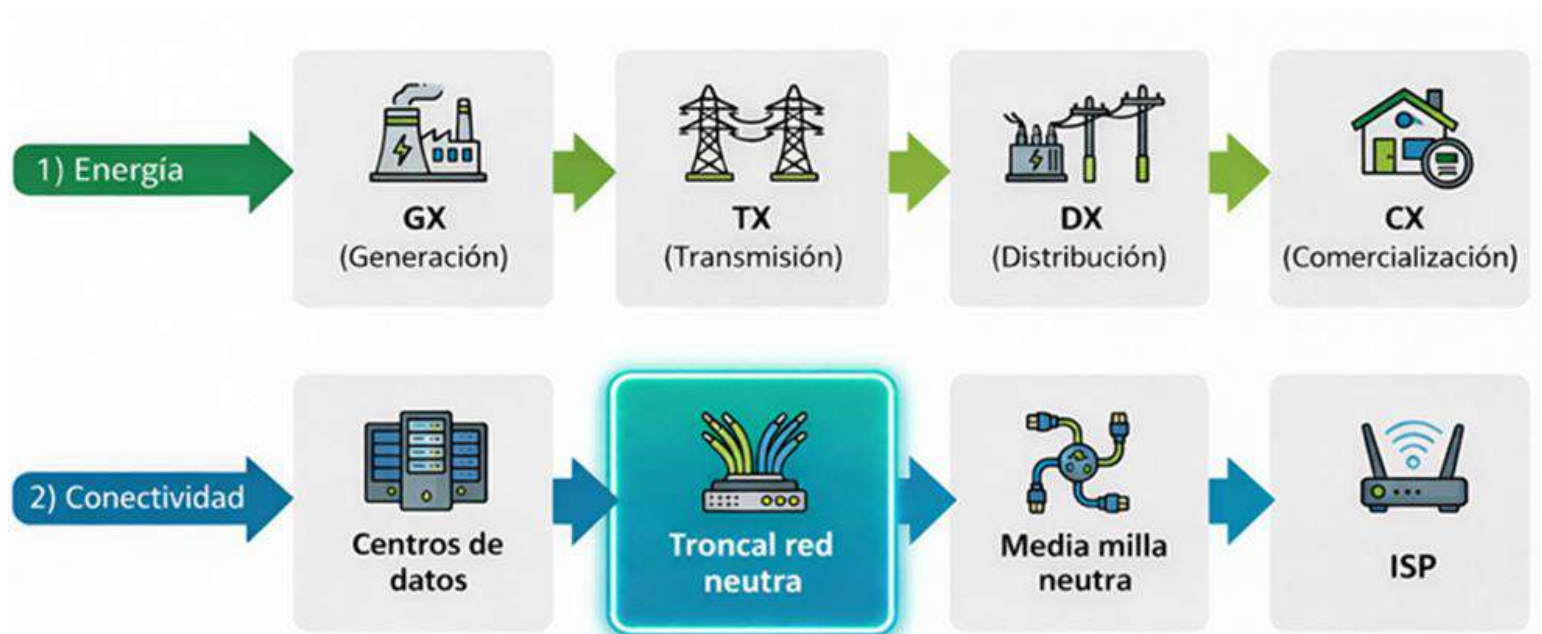 1) Energía
GX
(Generación)
TX
(Transmisión)
DX
(Distribución)
CX
(Comercialización)
2) Conectividad
Centros de
datos
Troncal red
neutra
Media milla
neutra
ISP